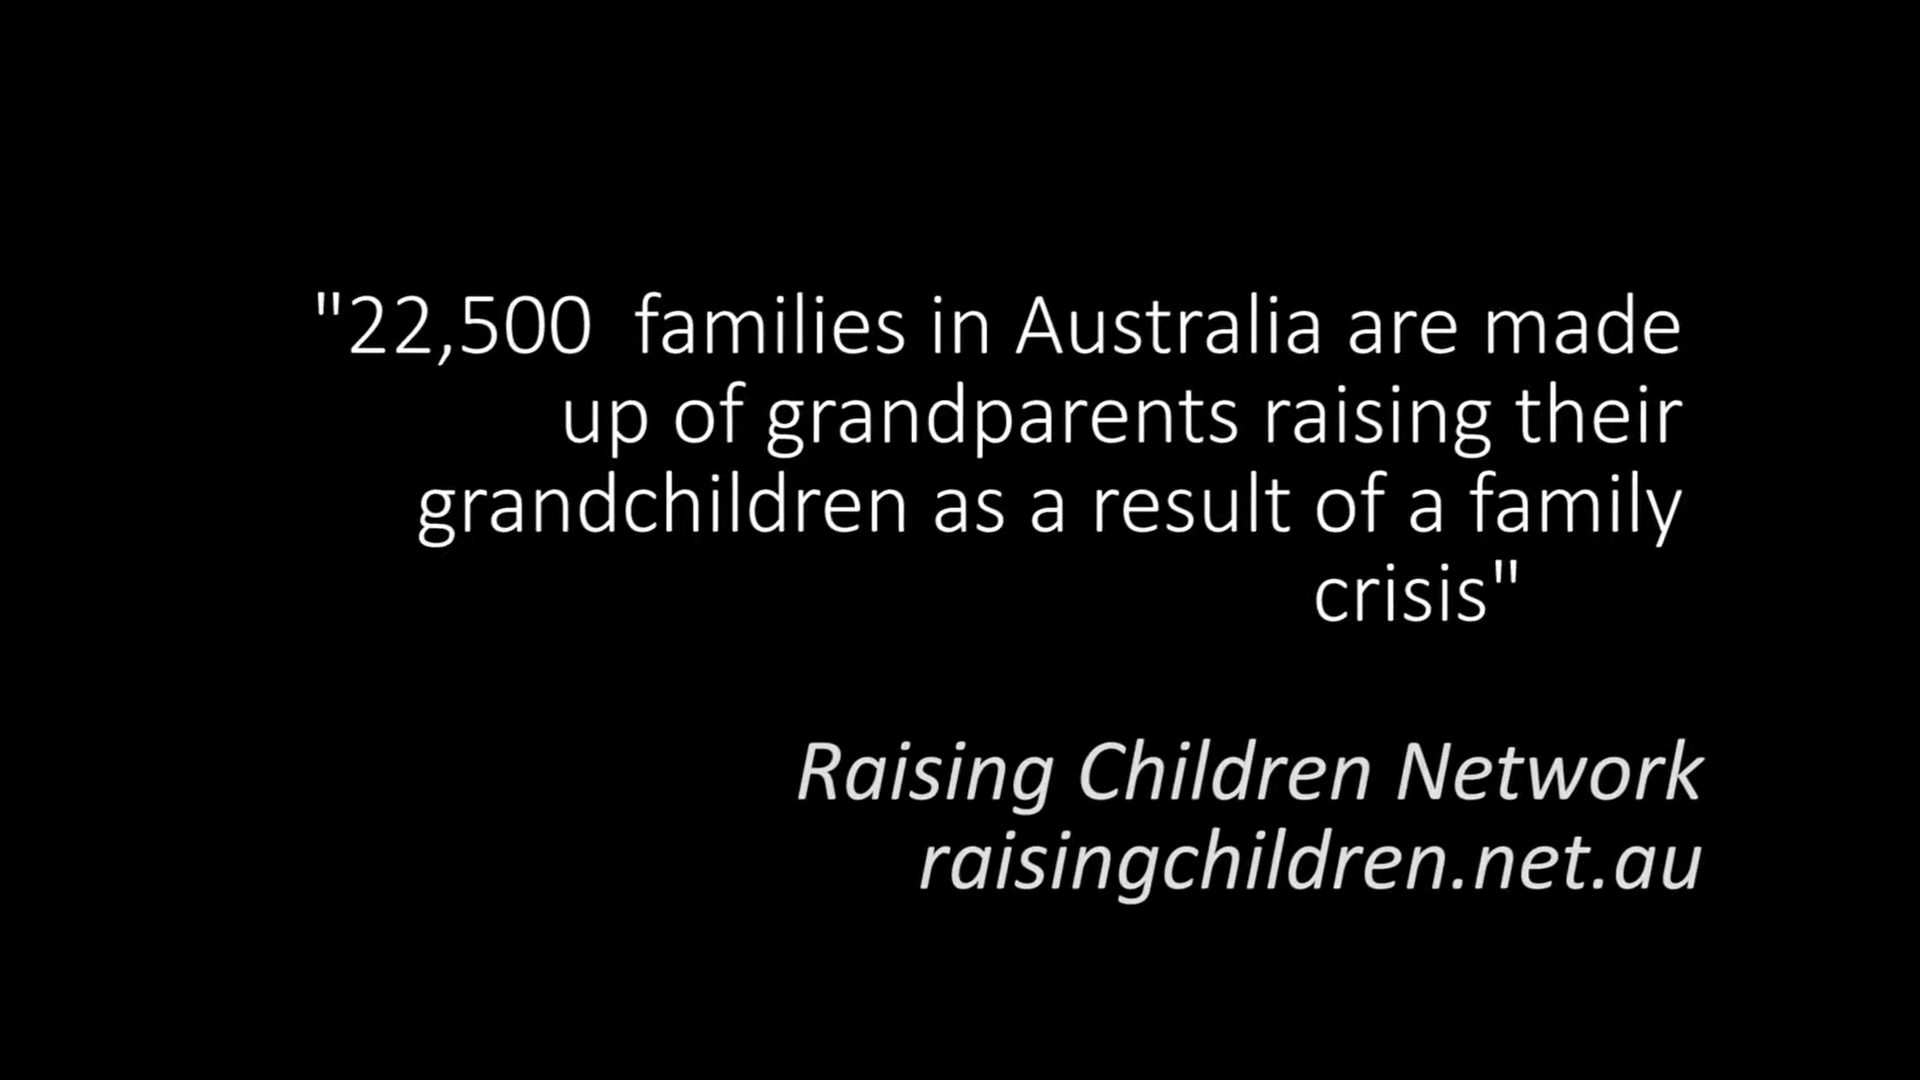 "22,500  families in Australia are made
up of grandparents raising their
grandchildren as a result of a family
crisis"
Raising Children Network
raisingchildren.net.au